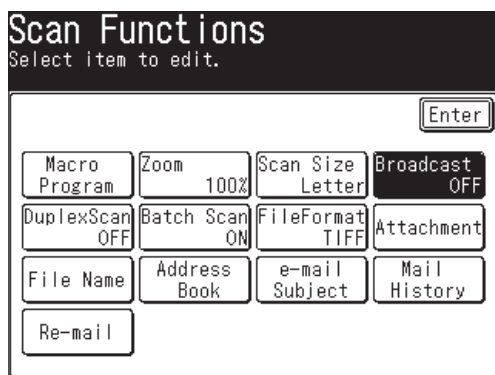 Scan Functions
Select item to edit.
Enter
Macro Program
Zoom 100%
Scan Size Letter
Broadcast OFF
DuplexScan OFF
Batch Scan ON
FileFormat TIFF
Attachment
File Name
Address Book
e-mail Subject
Mail History
Re-mail